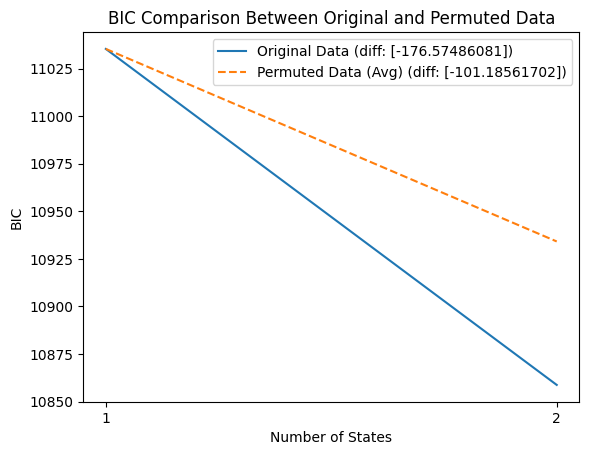 BIC Comparison Between Original and Permuted Data
Original Data (diff: [-176.57486081])
Permuted Data (Avg) (diff: [-101.18561702])
BIC
11025
11000
10975
10950
10925
10900
10875
10850
1
2
Number of States